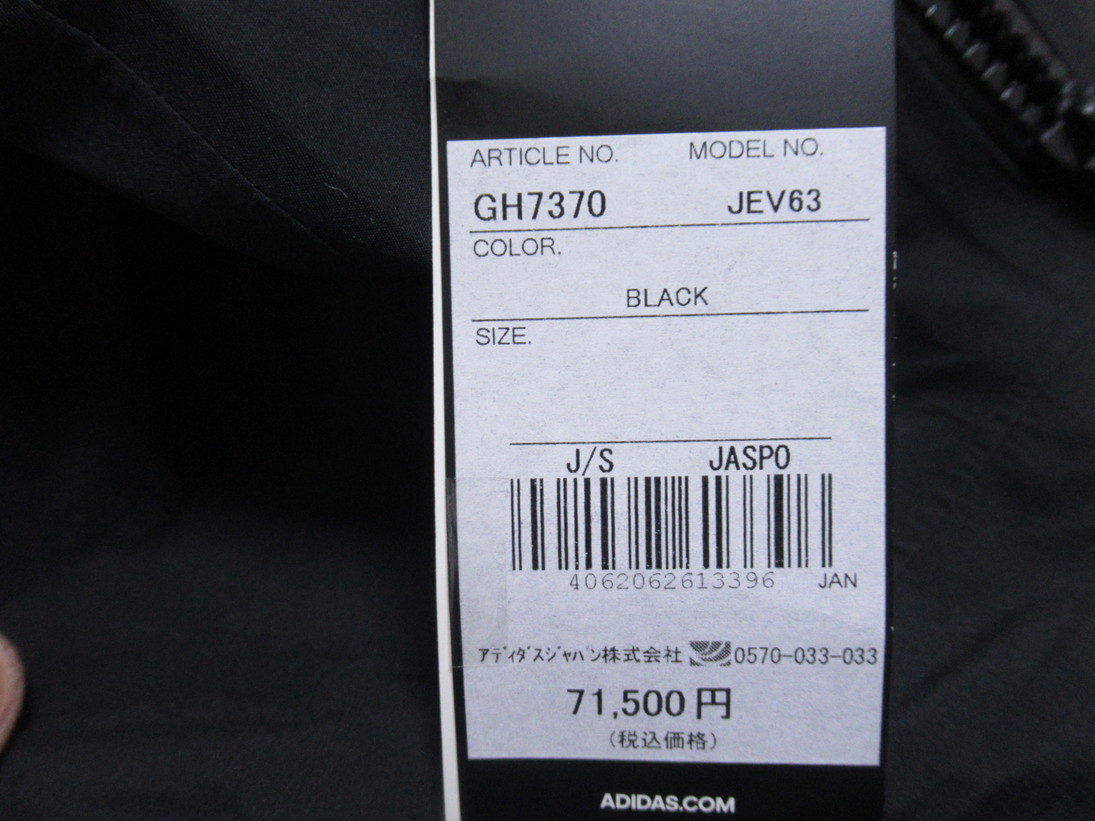 ARTICLE NO. MODEL NO.
GH7370 JEV63
COLOR.
BLACK
SIZE.
J/S JASPO
4062062613396 JAN
ｱﾃﾞｨﾀﾞｽｼﾞｬﾊﾟﾝ株式会社 0570-033-033
71,500円
(税込価格)
ADIDAS.COM